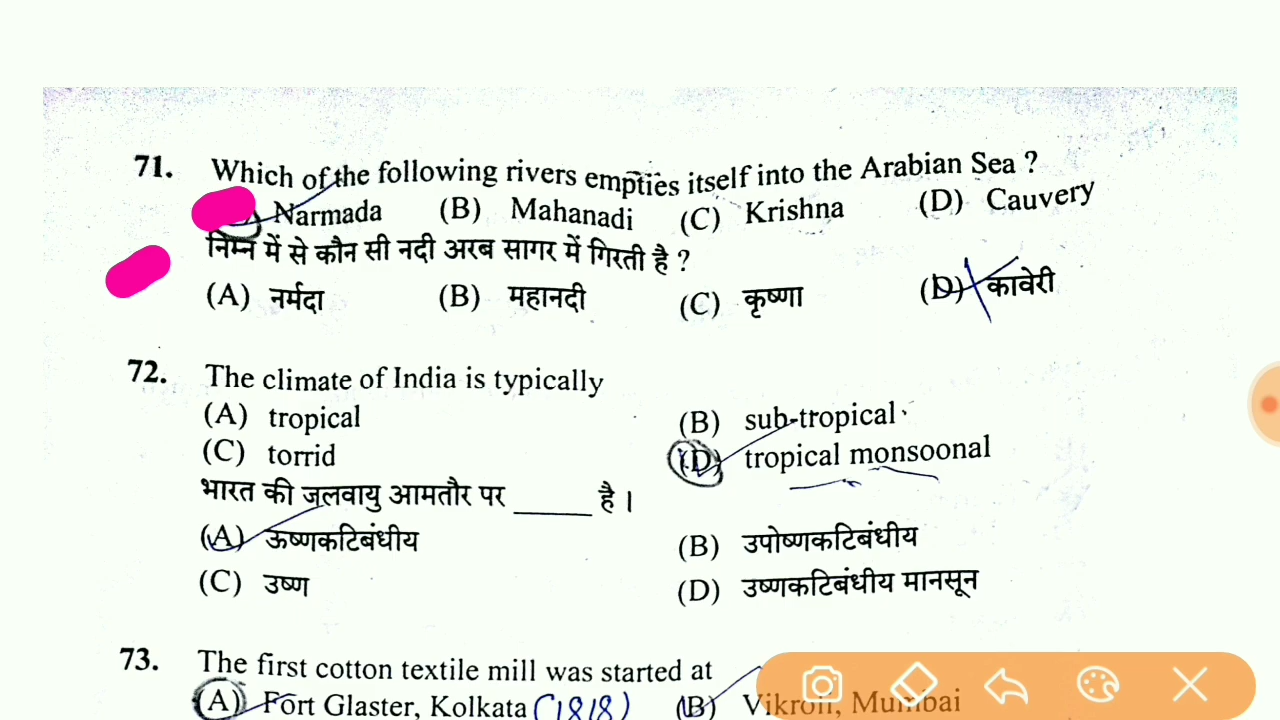 71. Which of the following rivers empties itself into the Arabian Sea ?
Narmada (B) Mahanadi (C) Krishna (D) Cauvery
निम्न में से कौन सी नदी अरब सागर में गिरती है ?
(A) नर्मदा (B) महानदी (C) कृष्णा (D) कावेरी
72. The climate of India is typically
(A) tropical (B) sub-tropical
(C) torrid (D) tropical monsoonal
भारत की जलवायु आमतौर पर ______ है ।
(A) ऊष्णकटिबंधीय (B) उपोष्णकटिबंधीय
(C) उष्ण (D) उष्णकटिबंधीय मानसून
73. The first cotton textile mill was started at
(A) Fort Glaster, Kolkata (1818) (B) Vikroli, Mumbai